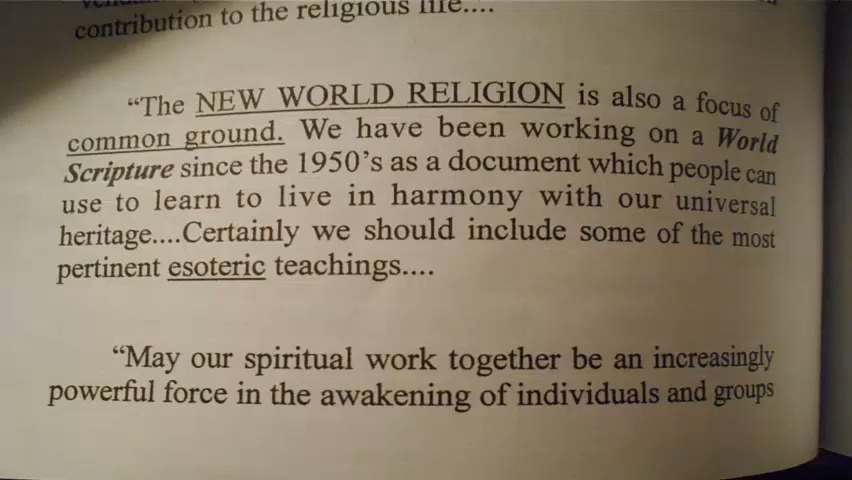 contribution to the religious life....
“The NEW WORLD RELIGION is also a focus of
common ground. We have been working on a World
Scripture since the 1950’s as a document which people can
use to learn to live in harmony with our universal
heritage....Certainly we should include some of the most
pertinent esoteric teachings....
“May our spiritual work together be an increasingly
powerful force in the awakening of individuals and groups